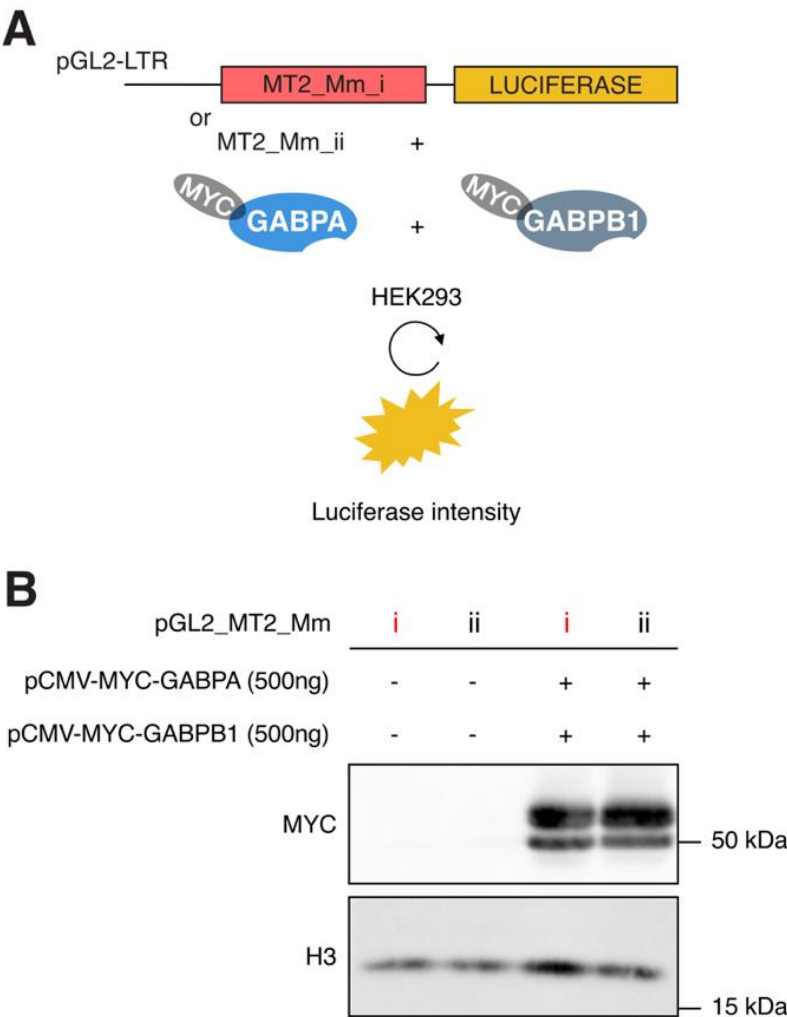 A
pGL2-LTR
MT2_Mm_i LUCIFERASE
or
MT2_Mm_ii +
MYC GABPA + MYC GABPB1
HEK293
Luciferase intensity
B
pGL2_MT2_Mm i ii i ii
pCMV-MYC-GABPA (500ng) - - + +
pCMV-MYC-GABPB1 (500ng) - - + +
MYC
50 kDa
H3
15 kDa